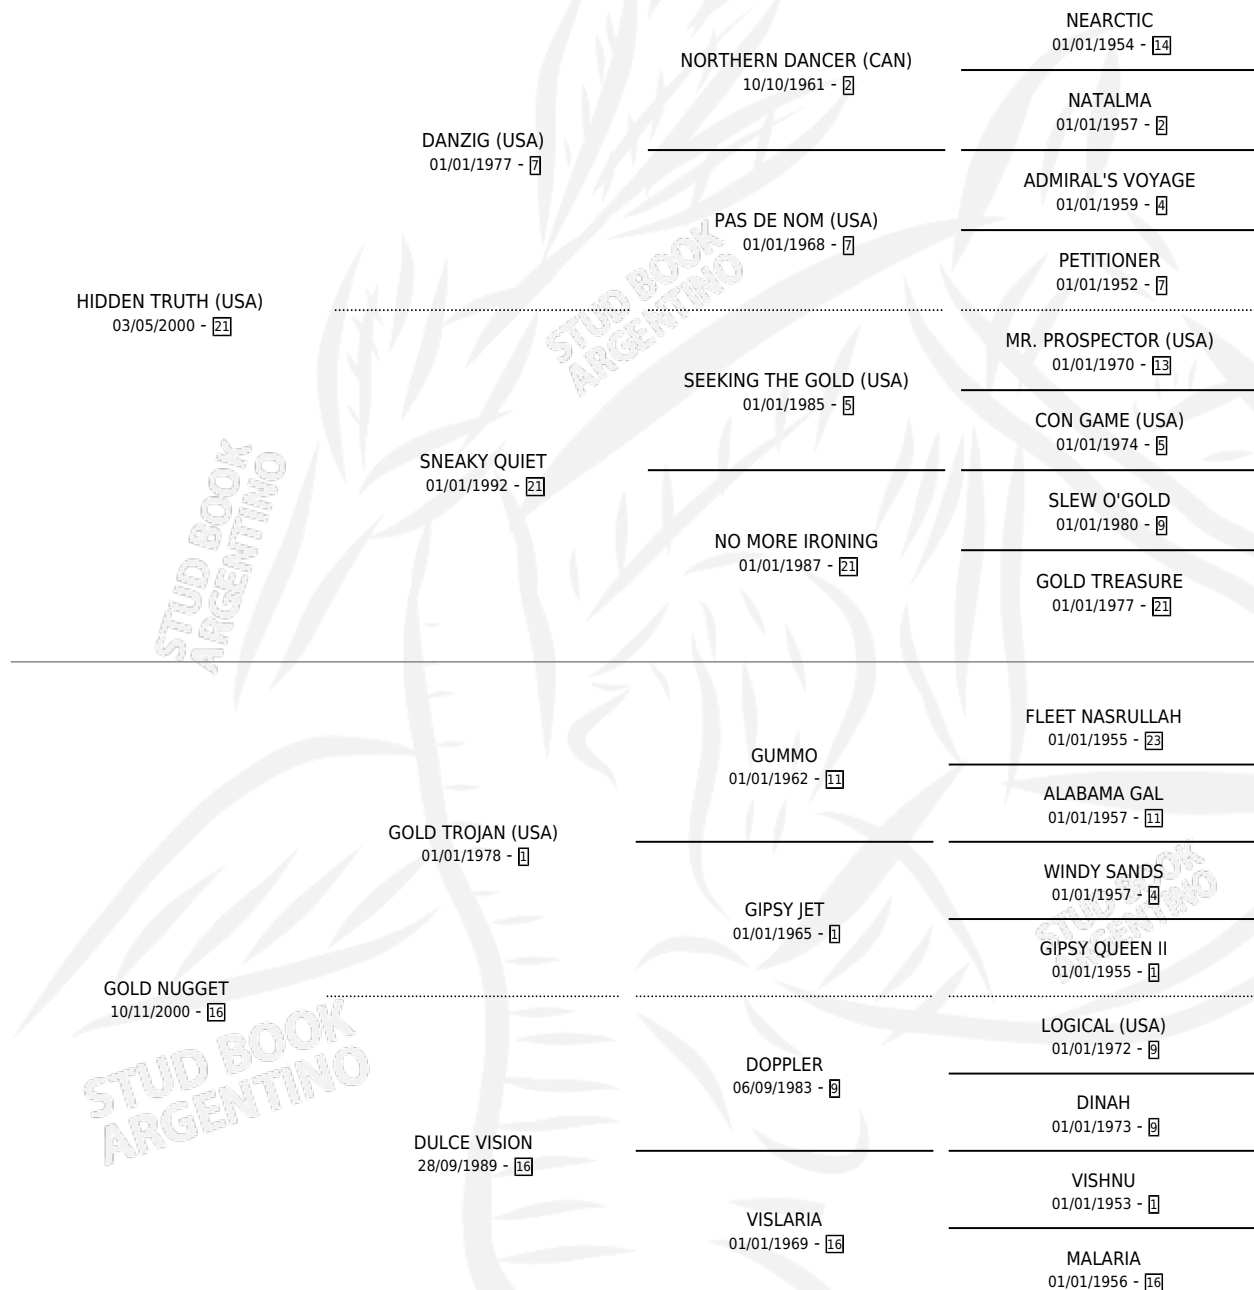 NEARCTIC
01/01/1954 - 14
NORTHERN DANCER (CAN)
10/10/1961 - 2
NATALMA
01/01/1957 - 2
DANZIG (USA)
01/01/1977 - 7
ADMIRAL'S VOYAGE
01/01/1959 - 4
PAS DE NOM (USA)
01/01/1968 - 7
PETITIONER
01/01/1952 - 7
HIDDEN TRUTH (USA)
03/05/2000 - 21
MR. PROSPECTOR (USA)
01/01/1970 - 13
SEEKING THE GOLD (USA)
01/01/1985 - 5
CON GAME (USA)
01/01/1974 - 5
SNEAKY QUIET
01/01/1992 - 21
SLEW O'GOLD
01/01/1980 - 9
NO MORE IRONING
01/01/1987 - 21
GOLD TREASURE
01/01/1977 - 21
FLEET NASRULLAH
01/01/1955 - 23
GUMMO
01/01/1962 - 11
ALABAMA GAL
01/01/1957 - 11
GOLD TROJAN (USA)
01/01/1978 - 1
WINDY SANDS
01/01/1957 - 4
GIPSY JET
01/01/1965 - 1
GIPSY QUEEN II
01/01/1955 - 1
GOLD NUGGET
10/11/2000 - 16
LOGICAL (USA)
01/01/1972 - 9
DOPPLER
06/09/1983 - 9
DINAH
01/01/1973 - 9
DULCE VISION
28/09/1989 - 16
VISHNU
01/01/1953 - 1
VISLARIA
01/01/1969 - 16
MALARIA
01/01/1956 - 16
STUD BOOK
ARGENTINO
STUD BOOK
ARGENTINO
STUD BOOK
ARGENTINO
STUD BOOK
ARGENTINO